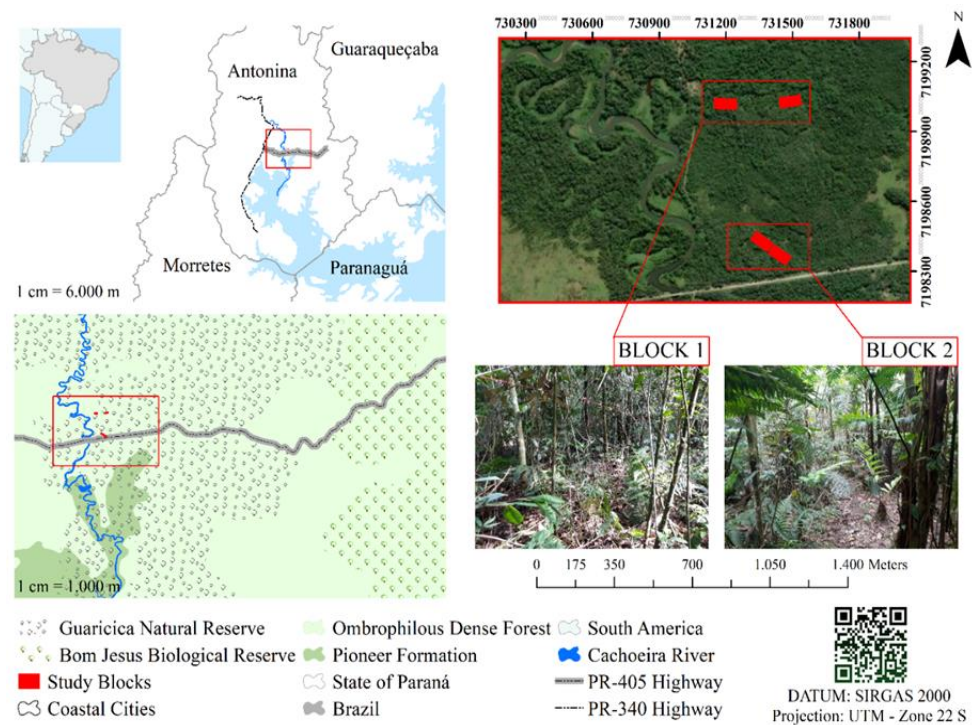 Guaraqueçaba
Antonina
Morretes
Paranaguá
1 cm = 6.000 m
730300 730600 730900 731200 731500 731800
N
7199200
7198900
7198600
7198300
BLOCK 1
BLOCK 2
1 cm = 1,000 m
0 175 350 700 1.050 1.400 Meters
Guaricica Natural Reserve
Bom Jesus Biological Reserve
Study Blocks
Coastal Cities
Ombrophilous Dense Forest
Pioneer Formation
State of Paraná
Brazil
South America
Cachoeira River
PR-405 Highway
PR-340 Highway
DATUM: SIRGAS 2000
Projection: UTM - Zone 22 S